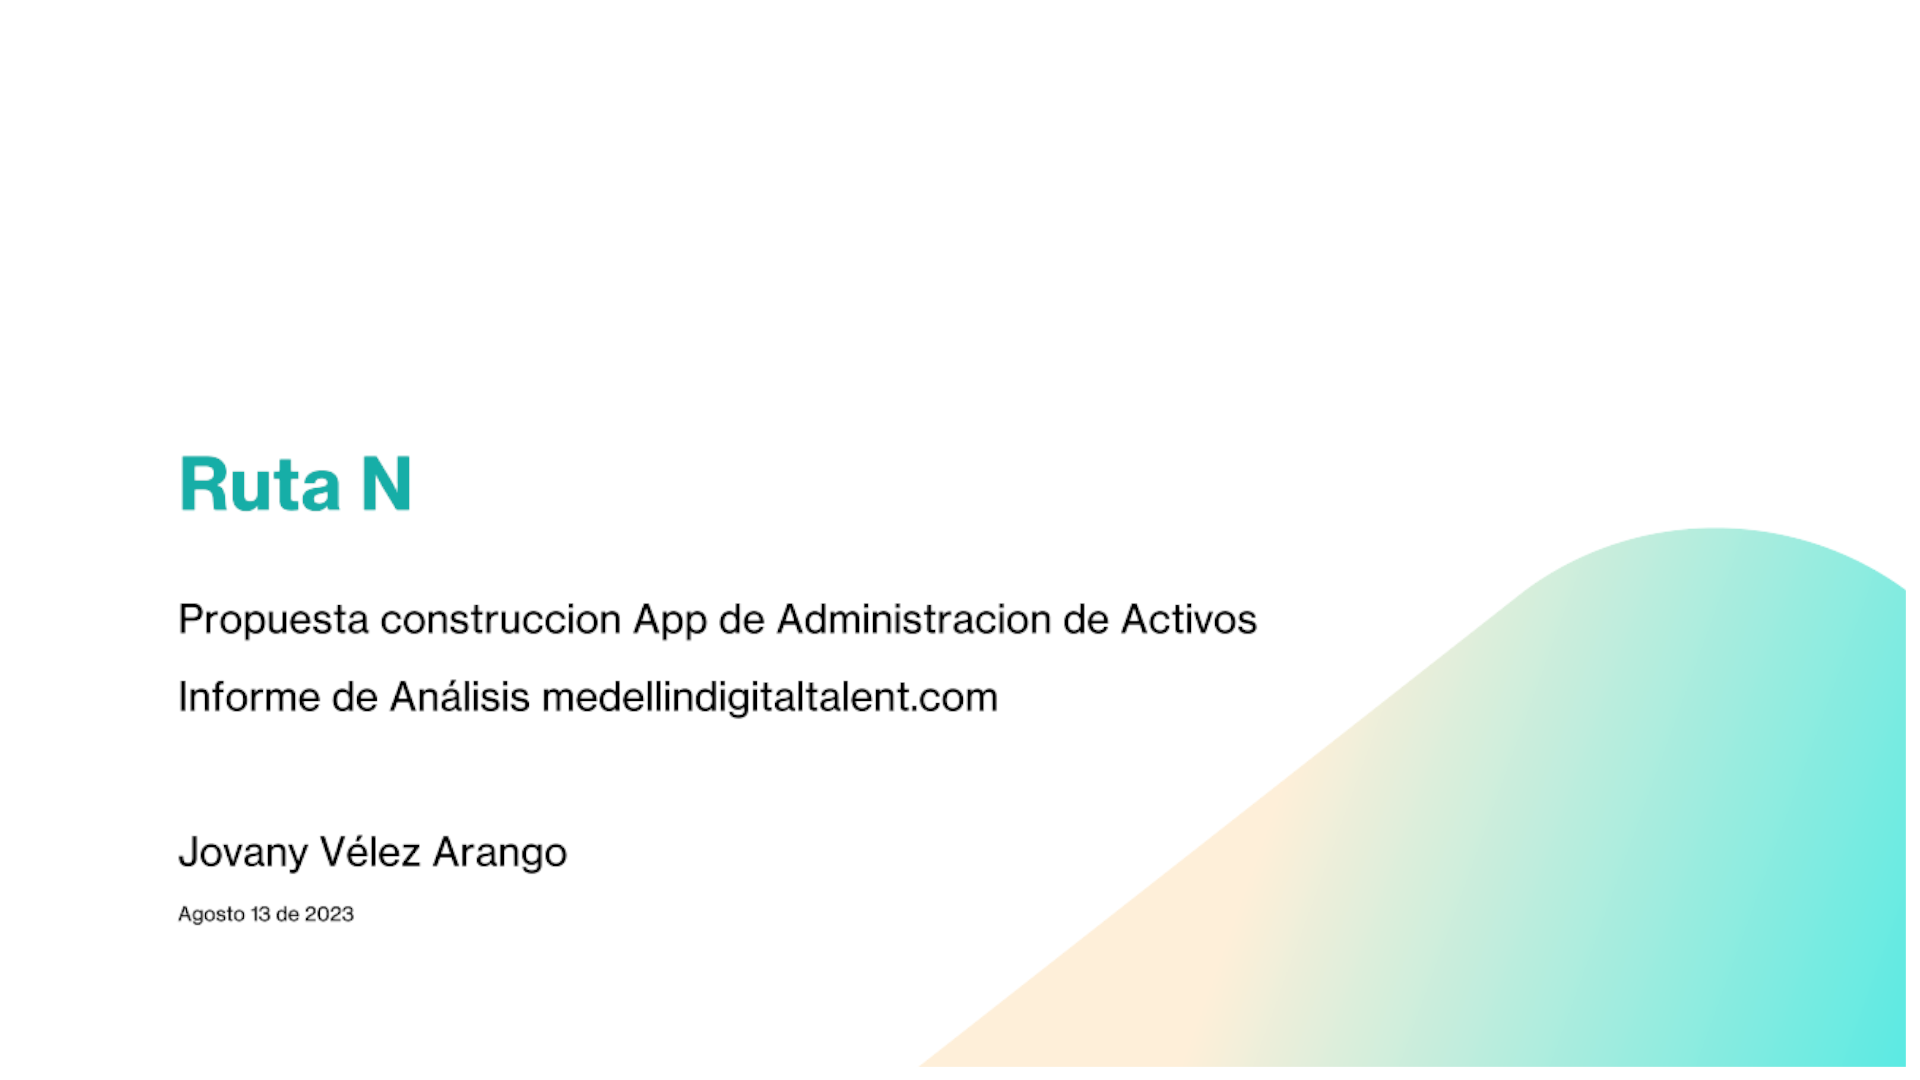 Ruta N
Propuesta construccion App de Administracion de Activos
Informe de Análisis medellindigitaltalent.com
Jovany Vélez Arango
Agosto 13 de 2023